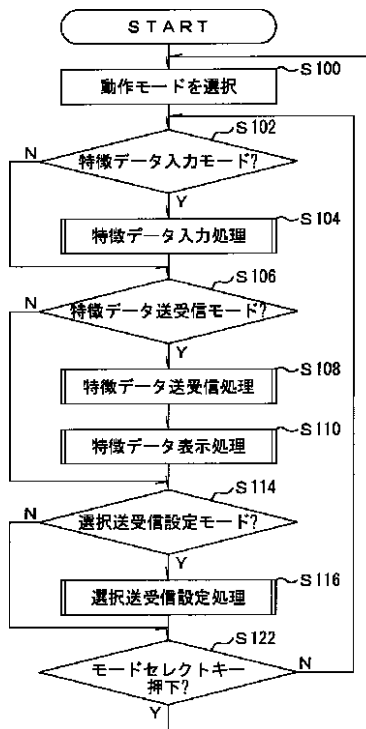 START
S100
動作モードを選択
S102
N
特徴データ入力モード?
Y
S104
特徴データ入力処理
S106
N
特徴データ送受信モード?
Y
S108
特徴データ送受信処理
S110
特徴データ表示処理
S114
N
選択送受信設定モード?
Y
S116
選択送受信設定処理
S122
モードセレクトキー
押下?
N
Y